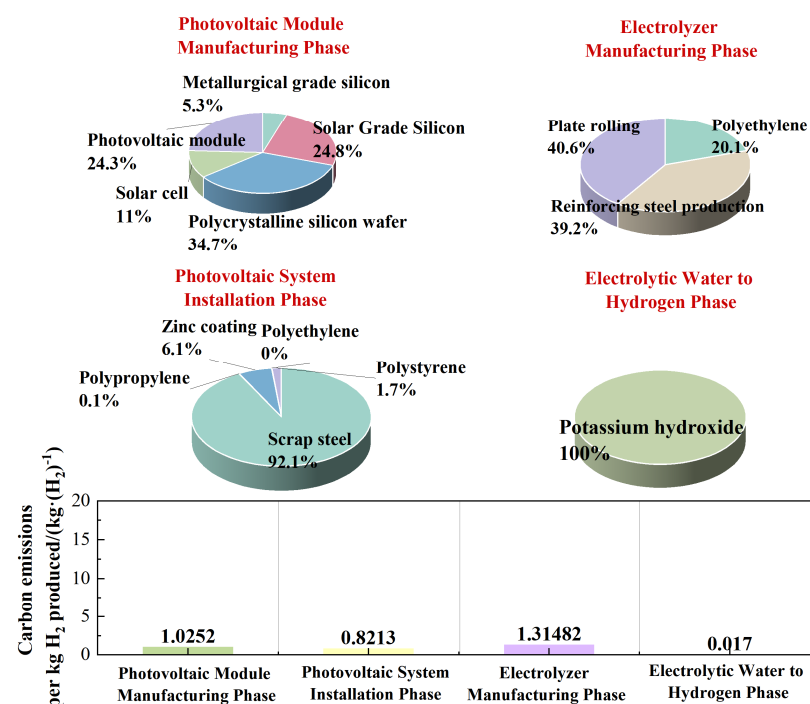 Photovoltaic Module
Manufacturing Phase
Metallurgical grade silicon
5.3%
Solar Grade Silicon
24.8%
Photovoltaic module
24.3%
Solar cell
11%
Polycrystalline silicon wafer
34.7%
Electrolyzer
Manufacturing Phase
Plate rolling
40.6%
Polyethylene
20.1%
Reinforcing steel production
39.2%
Photovoltaic System
Installation Phase
Zinc coating
6.1%
Polyethylene
0%
Polypropylene
0.1%
Polystyrene
1.7%
Scrap steel
92.1%
Electrolytic Water to
Hydrogen Phase
Potassium hydroxide
100%
Carbon emissions
per kg H₂ produced/(kg·(H₂)⁻¹)
20
15
10
5
0
1.0252
0.8213
1.31482
0.017
Photovoltaic Module
Manufacturing Phase
Photovoltaic System
Installation Phase
Electrolyzer
Manufacturing Phase
Electrolytic Water to
Hydrogen Phase